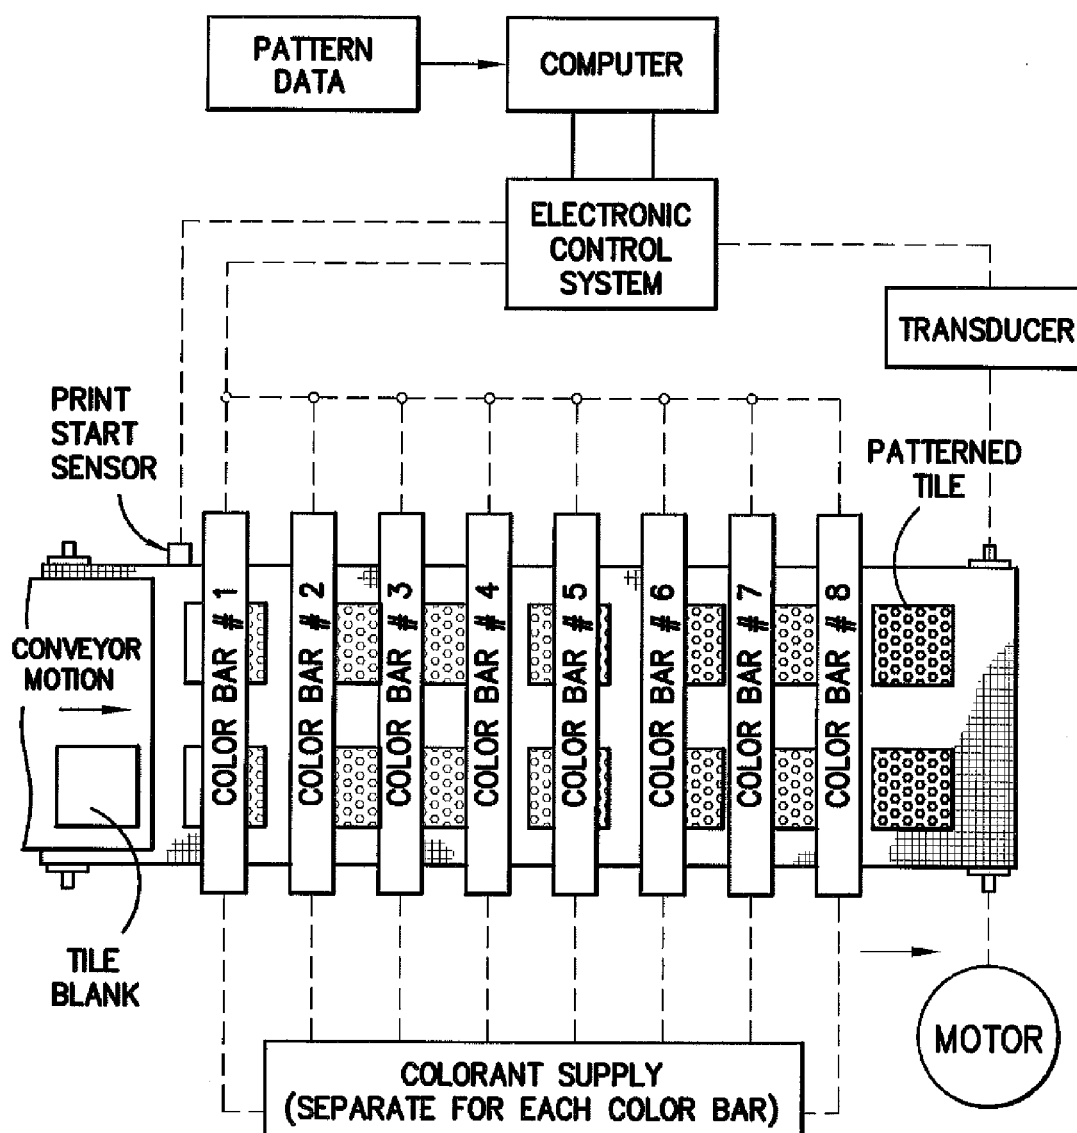 PATTERN
DATA
COMPUTER
ELECTRONIC
CONTROL
SYSTEM
TRANSDUCER
PRINT
START
SENSOR
PATTERNED
TILE
CONVEYOR
MOTION
COLOR BAR # 1
COLOR BAR # 2
COLOR BAR # 3
COLOR BAR # 4
COLOR BAR # 5
COLOR BAR # 6
COLOR BAR # 7
COLOR BAR # 8
TILE
BLANK
MOTOR
COLORANT SUPPLY
(SEPARATE FOR EACH COLOR BAR)